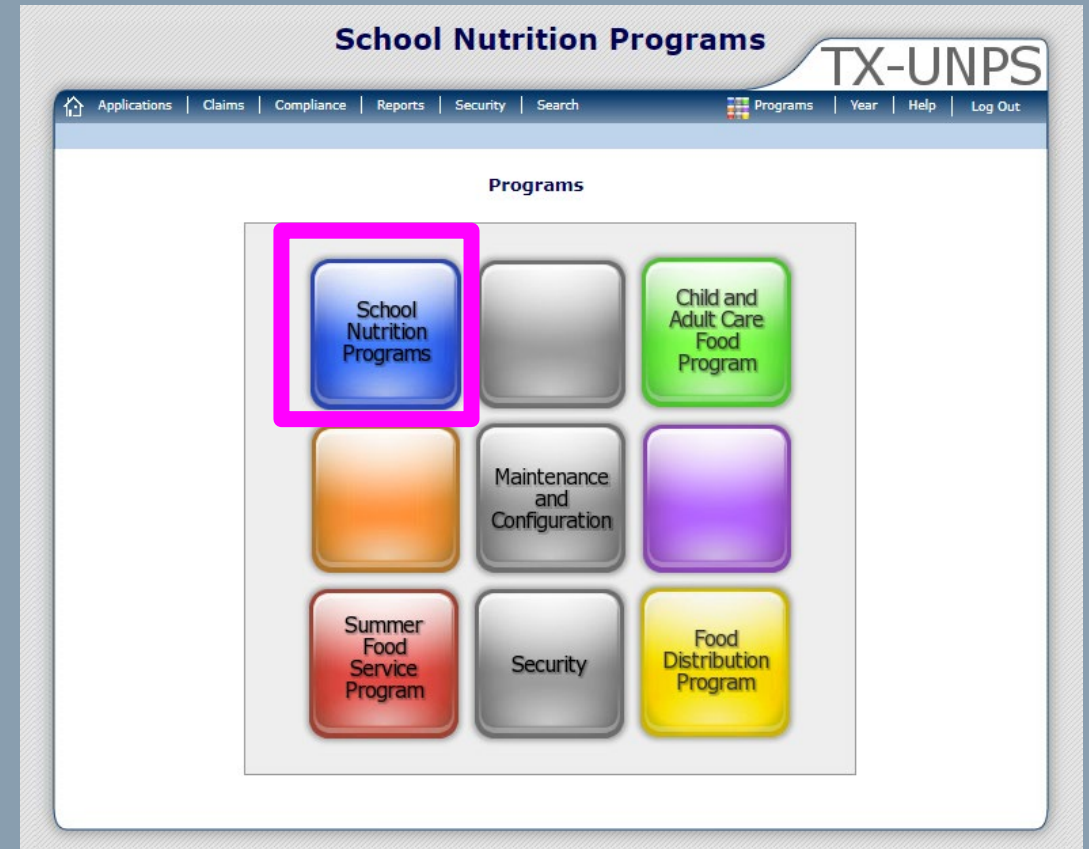 School Nutrition Programs
TX-UNPS
Applications | Claims | Compliance | Reports | Security | Search Programs | Year | Help | Log Out
Programs
School
Nutrition
Programs
Child and
Adult Care
Food
Program
Maintenance
and
Configuration
Summer
Food
Service
Program
Security
Food
Distribution
Program